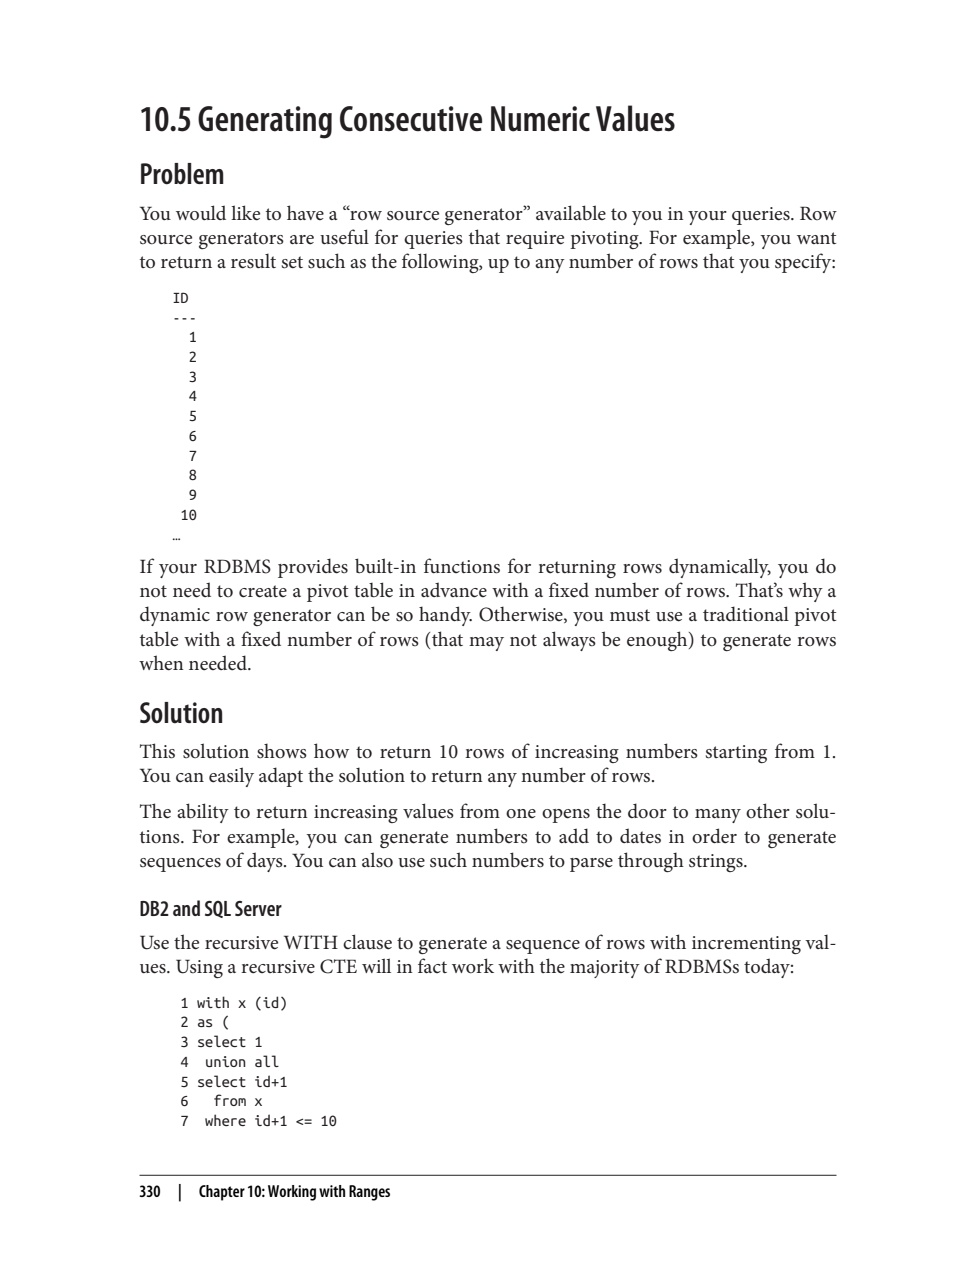 10.5 Generating Consecutive Numeric Values
Problem
You would like to have a “row source generator” available to you in your queries. Row
source generators are useful for queries that require pivoting. For example, you want
to return a result set such as the following, up to any number of rows that you specify:
ID
---
1
2
3
4
5
6
7
8
9
10
…
If your RDBMS provides built-in functions for returning rows dynamically, you do
not need to create a pivot table in advance with a fixed number of rows. That’s why a
dynamic row generator can be so handy. Otherwise, you must use a traditional pivot
table with a fixed number of rows (that may not always be enough) to generate rows
when needed.
Solution
This solution shows how to return 10 rows of increasing numbers starting from 1.
You can easily adapt the solution to return any number of rows.
The ability to return increasing values from one opens the door to many other solu-
tions. For example, you can generate numbers to add to dates in order to generate
sequences of days. You can also use such numbers to parse through strings.
DB2 and SQL Server
Use the recursive WITH clause to generate a sequence of rows with incrementing val-
ues. Using a recursive CTE will in fact work with the majority of RDBMSs today:
1 with x (id)
2 as (
3 select 1
4  union all
5 select id+1
6   from x
7  where id+1 <= 10
330 | Chapter 10: Working with Ranges